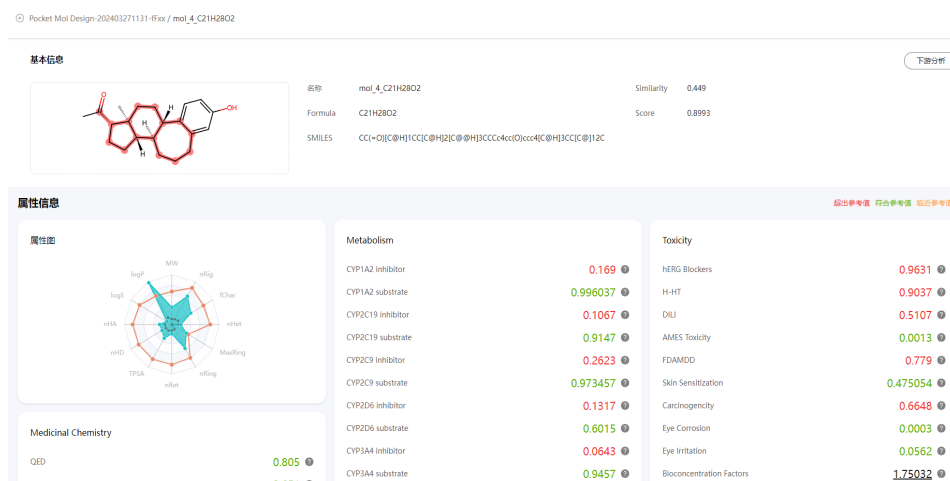 Pocket Mol Design-202403271131-fFxx / mol_4_C21H28O2
基本信息
下游分析
O
H
H
H
OH
名称 mol_4_C21H28O2
Similarity 0.449
Formula C21H28O2
Score 0.8993
SMILES CC(=O)[C@H]1CC[C@H]2[C@@H]3CCCc4cc(O)ccc4[C@H]3CC[C@]12C
属性信息
超出参考值 符合参考值 临近参考值
属性图
MW
nRig
fChar
nHet
MaxRing
nRing
nRot
TPSA
nHD
nHA
logS
logP
Medicinal Chemistry
QED 0.805
Metabolism
CYP1A2 inhibitor 0.169
CYP1A2 substrate 0.996037
CYP2C19 inhibitor 0.1067
CYP2C19 substrate 0.9147
CYP2C9 inhibitor 0.2623
CYP2C9 substrate 0.973457
CYP2D6 inhibitor 0.1317
CYP2D6 substrate 0.6015
CYP3A4 inhibitor 0.0643
CYP3A4 substrate 0.9457
Toxicity
hERG Blockers 0.9631
H-HT 0.9037
DILI 0.5107
AMES Toxicity 0.0013
FDAMDD 0.779
Skin Sensitization 0.475054
Carcinogencity 0.6648
Eye Corrosion 0.0003
Eye Irritation 0.0562
Bioconcentration Factors 1.75032